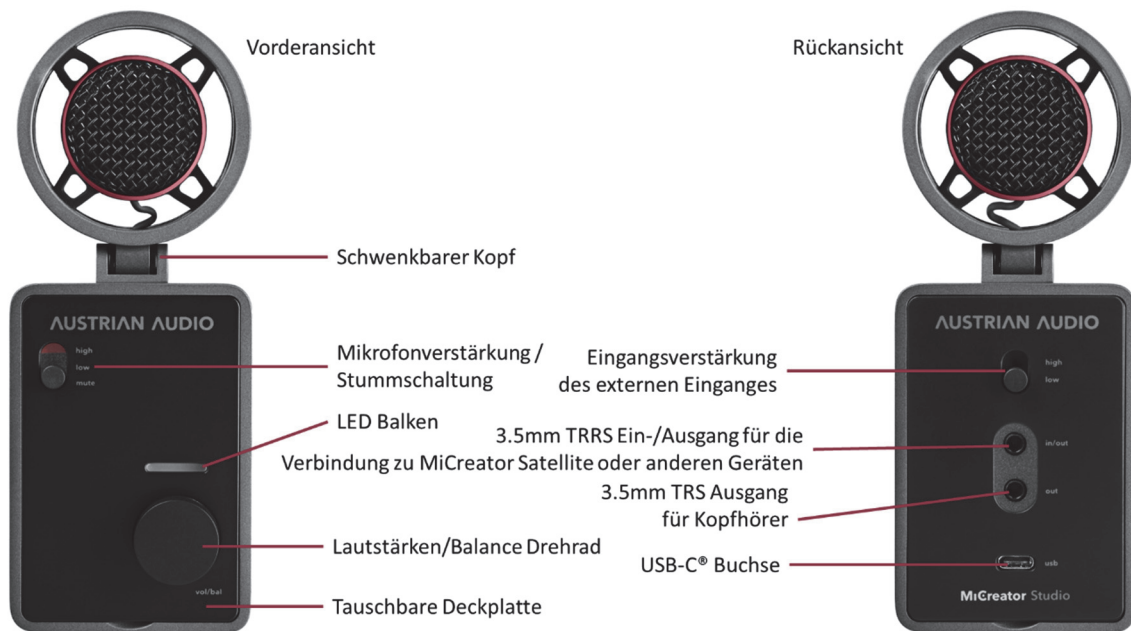 Vorderansicht
Schwenkbarer Kopf
AUSTRIAN AUDIO
high
low
mute
Mikrofonverstärkung /
Stummschaltung
LED Balken
Lautstärken/Balance Drehrad
vol/bal
Tauschbare Deckplatte
Rückansicht
AUSTRIAN AUDIO
Eingangsverstärkung
des externen Einganges
high
low
3.5mm TRRS Ein-/Ausgang für die
Verbindung zu MiCreator Satellite oder anderen Geräten
in/out
3.5mm TRS Ausgang
für Kopfhörer
out
USB-C® Buchse
usb
MiCreator Studio